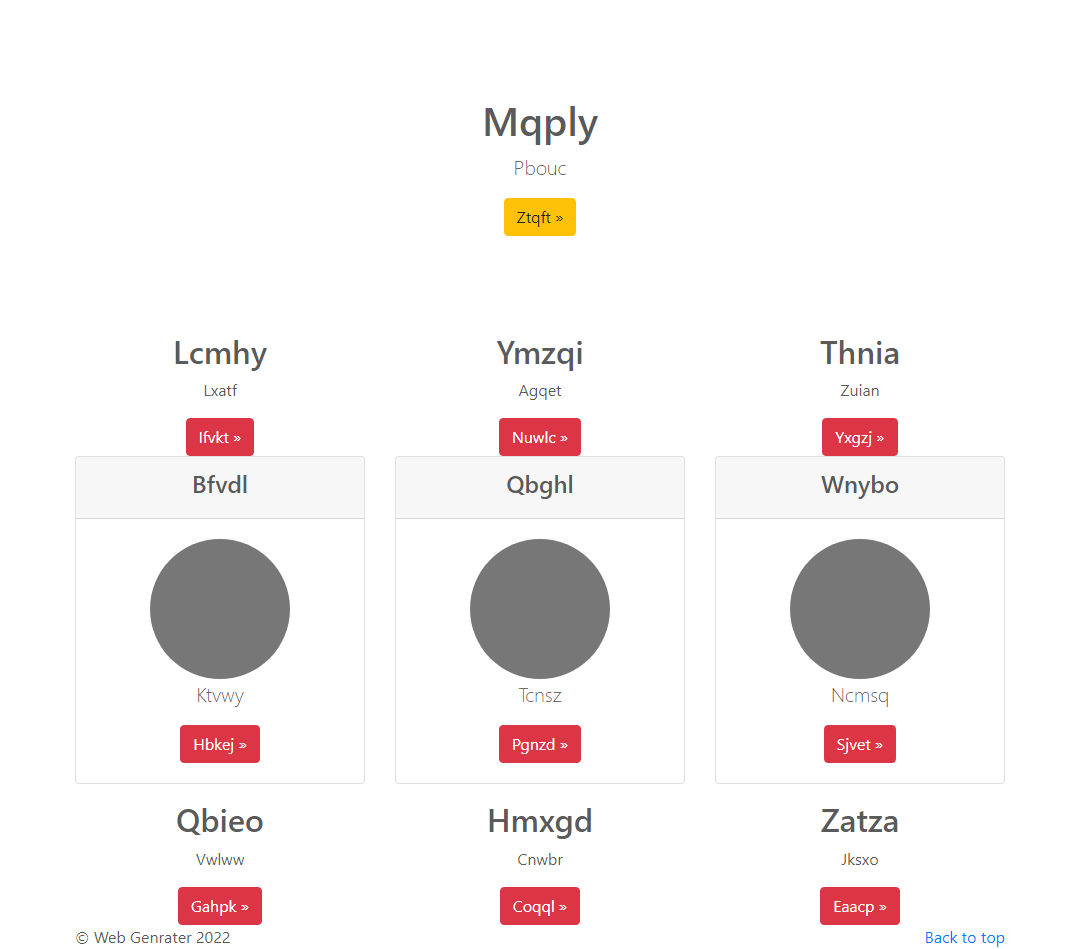 Mqply
Pbouc
Ztqft »
Lcmhy
Ymzqi
Thnia
Lxatf
Agqet
Zuian
Ifvkt »
Nuwlc »
Yxgzj »
Bfvdl
Qbghl
Wnybo
Ktvwy
Tcnsz
Ncmsq
Hbkej »
Pgnzd »
Sjvet »
Qbieo
Hmxgd
Zatza
Vwlww
Cnwbr
Jksxo
Gahpk »
Coqql »
Eaacp »
© Web Genrater 2022
Back to top